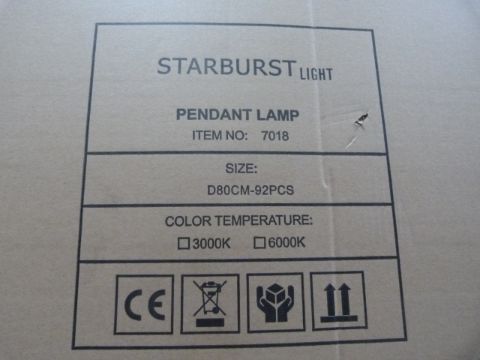 STARBURST LIGHT
PENDANT LAMP
ITEM NO: 7018
SIZE:
D80CM-92PCS
COLOR TEMPERATURE:
☐3000K ☐6000K
CE